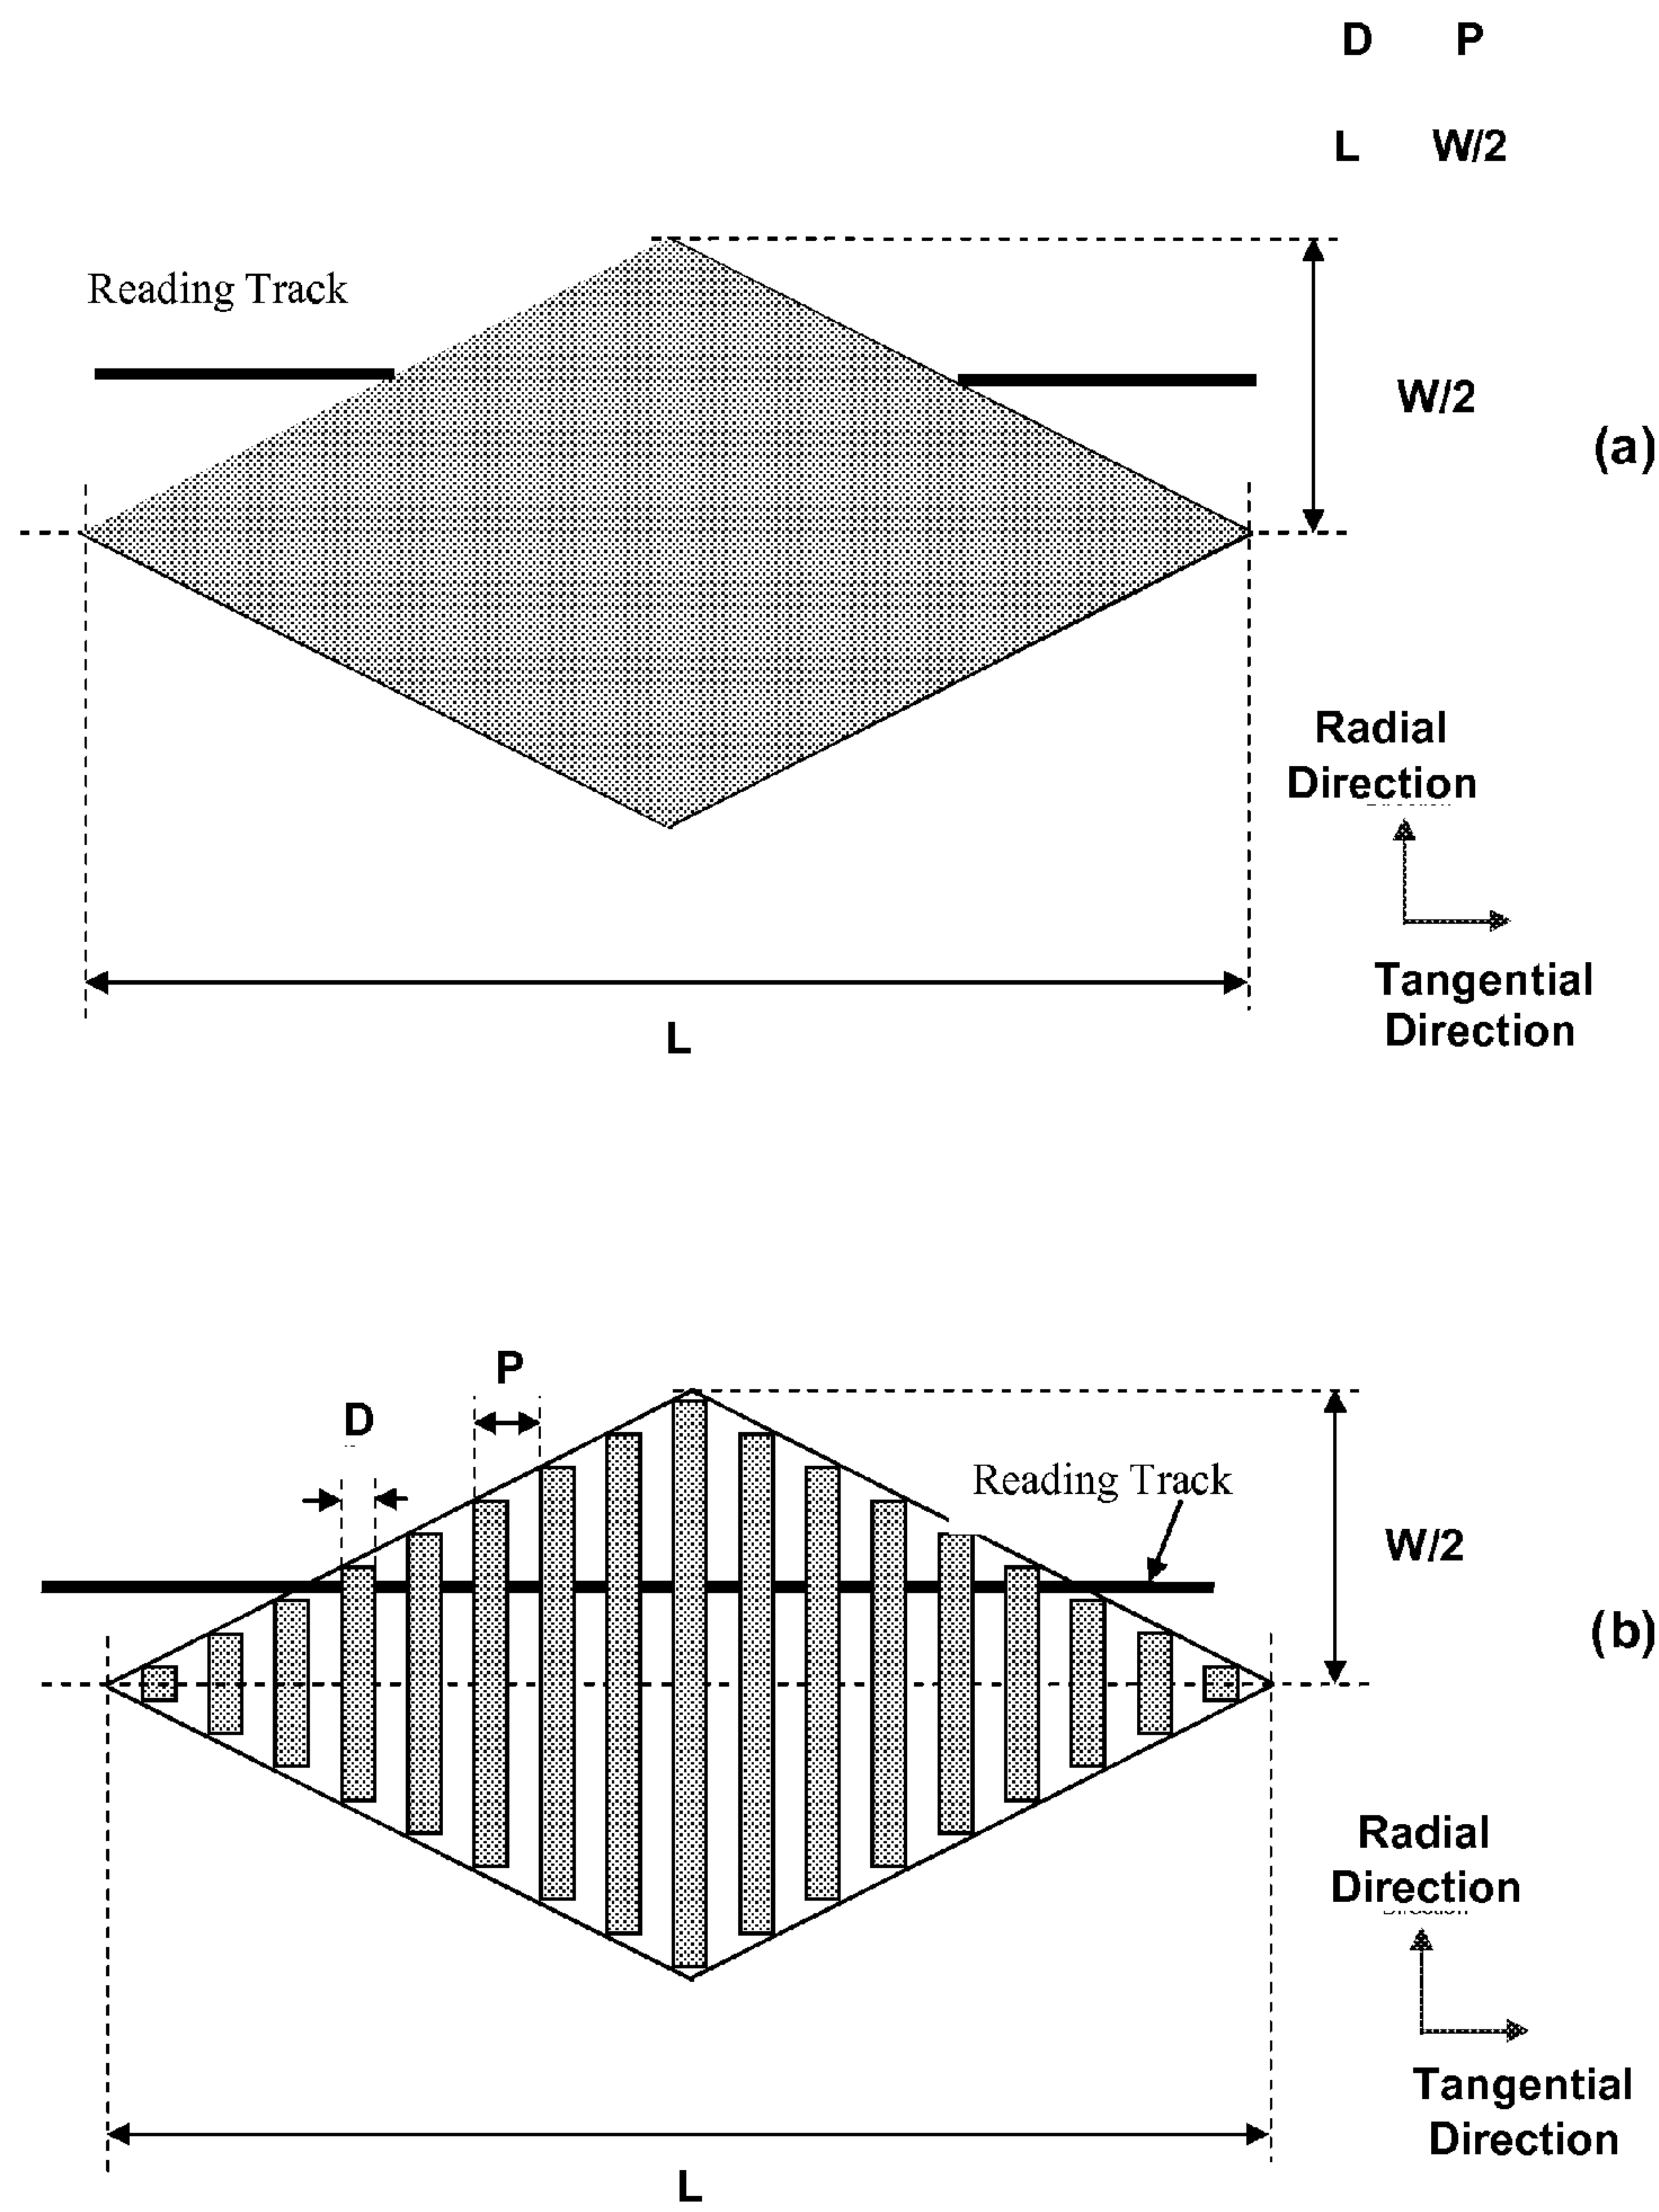 D P
L W/2
Reading Track
W/2
(a)
Radial
Direction
Tangential
Direction
L
P
D
Reading Track
W/2
(b)
Radial
Direction
Tangential
Direction
L